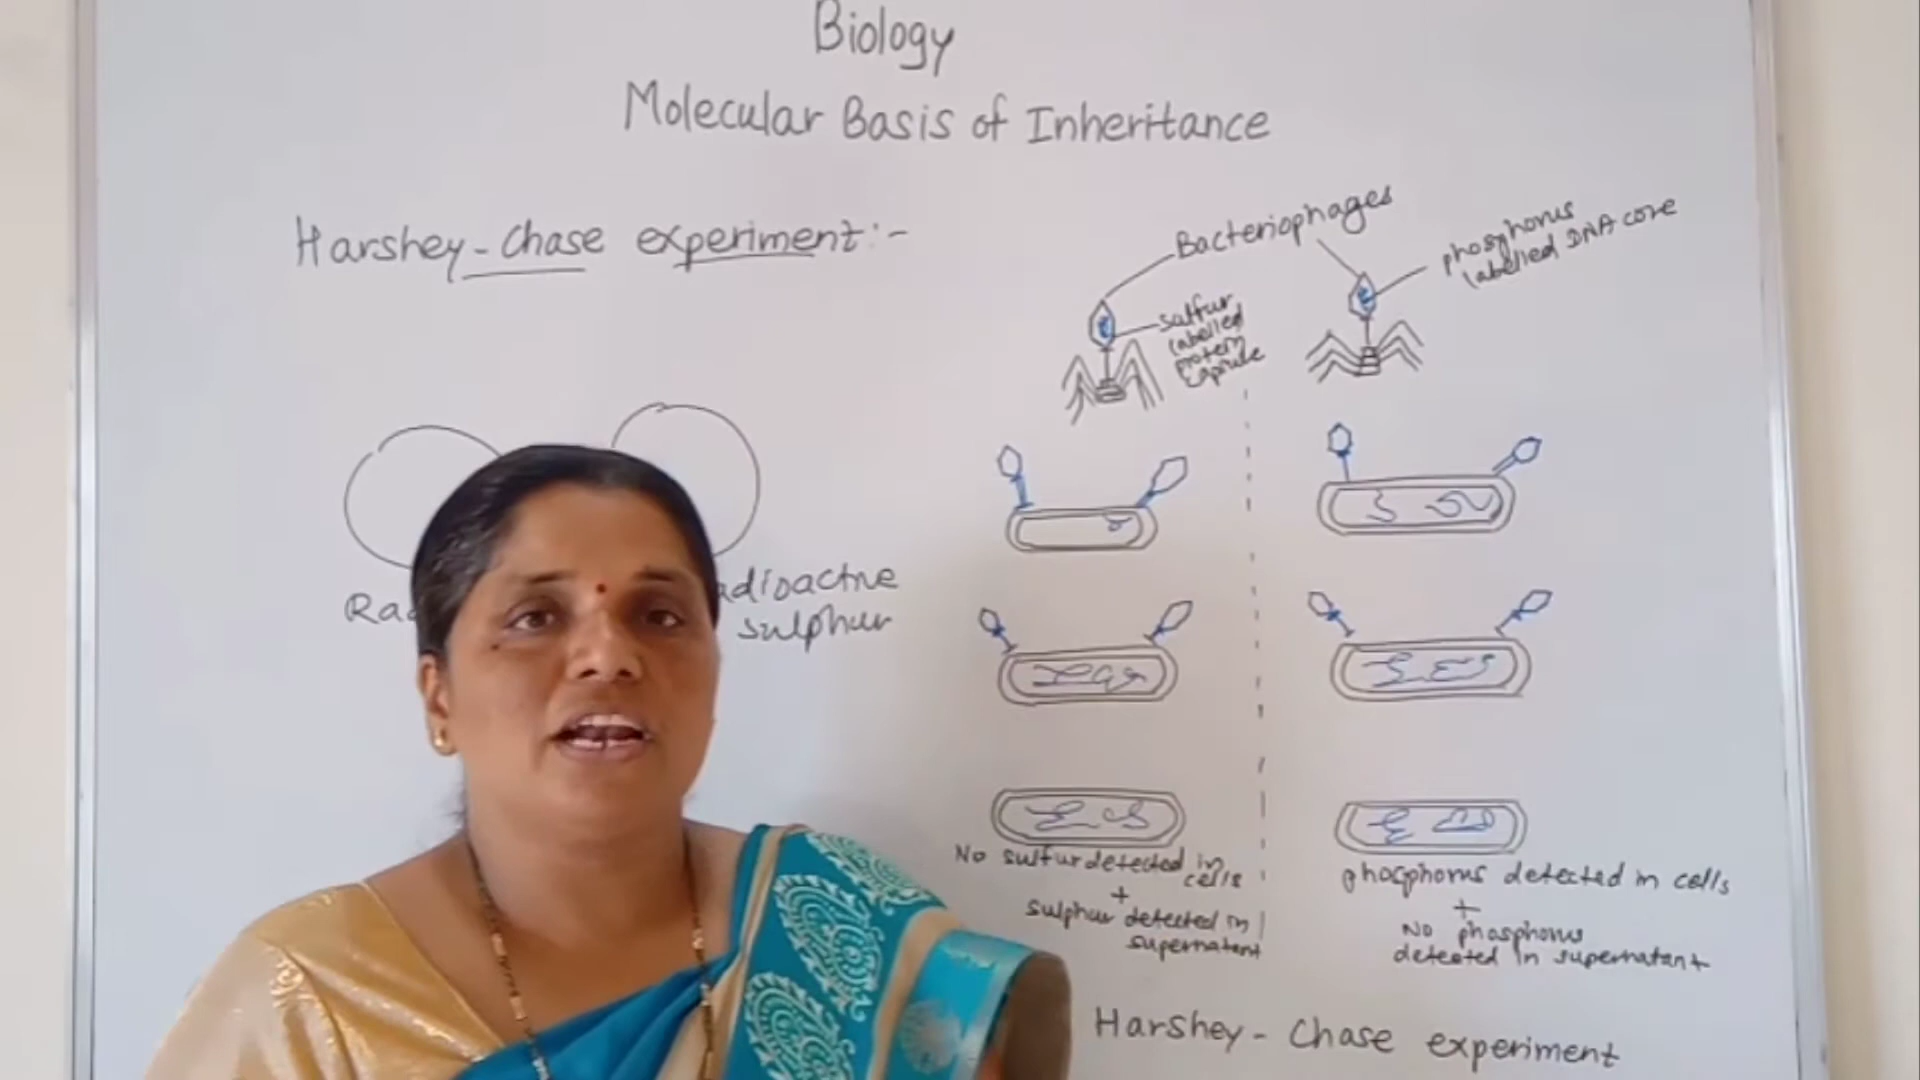 Biology
Molecular Basis of Inheritance
Harshey - Chase experiment :-
Bacteriophages
phosphorus
labelled DNA core
Sulfur
labelled
protein
capsule
adioactive
sulphur
No sulfur detected in
cells
+
sulphur detected in
supernatant
phosphorus detected in cells
+
No phosphorus
detected in supernatant
Harshey - Chase experiment